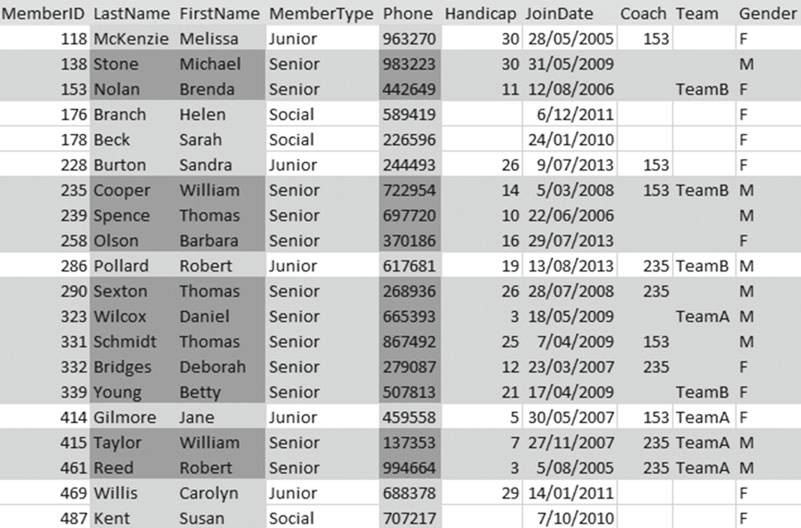 MemberID LastName FirstName MemberType Phone Handicap JoinDate Coach Team Gender
118 McKenzie Melissa Junior 963270 30 28/05/2005 153 F
138 Stone Michael Senior 983223 30 31/05/2009 M
153 Nolan Brenda Senior 442649 11 12/08/2006 TeamB F
176 Branch Helen Social 589419 6/12/2011 F
178 Beck Sarah Social 226596 24/01/2010 F
228 Burton Sandra Junior 244493 26 9/07/2013 153 F
235 Cooper William Senior 722954 14 5/03/2008 153 TeamB M
239 Spence Thomas Senior 697720 10 22/06/2006 M
258 Olson Barbara Senior 370186 16 29/07/2013 F
286 Pollard Robert Junior 617681 19 13/08/2013 235 TeamB M
290 Sexton Thomas Senior 268936 26 28/07/2008 235 M
323 Wilcox Daniel Senior 665393 3 18/05/2009 TeamA M
331 Schmidt Thomas Senior 867492 25 7/04/2009 153 M
332 Bridges Deborah Senior 279087 12 23/03/2007 235 F
339 Young Betty Senior 507813 21 17/04/2009 TeamB F
414 Gilmore Jane Junior 459558 5 30/05/2007 153 TeamA F
415 Taylor William Senior 137353 7 27/11/2007 235 TeamA M
461 Reed Robert Senior 994664 3 5/08/2005 235 TeamA M
469 Willis Carolyn Junior 688378 29 14/01/2011 F
487 Kent Susan Social 707217 7/10/2010 F